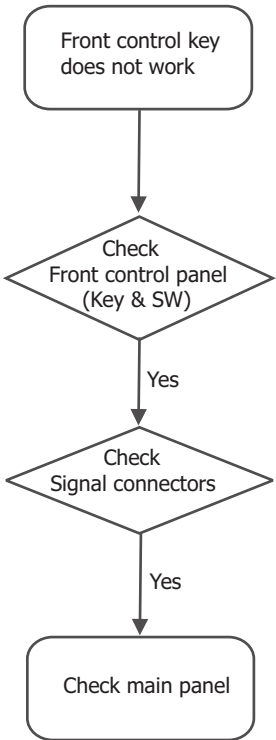 Front control key
does not work
Check
Front control panel
(Key & SW)
Yes
Check
Signal connectors
Yes
Check main panel